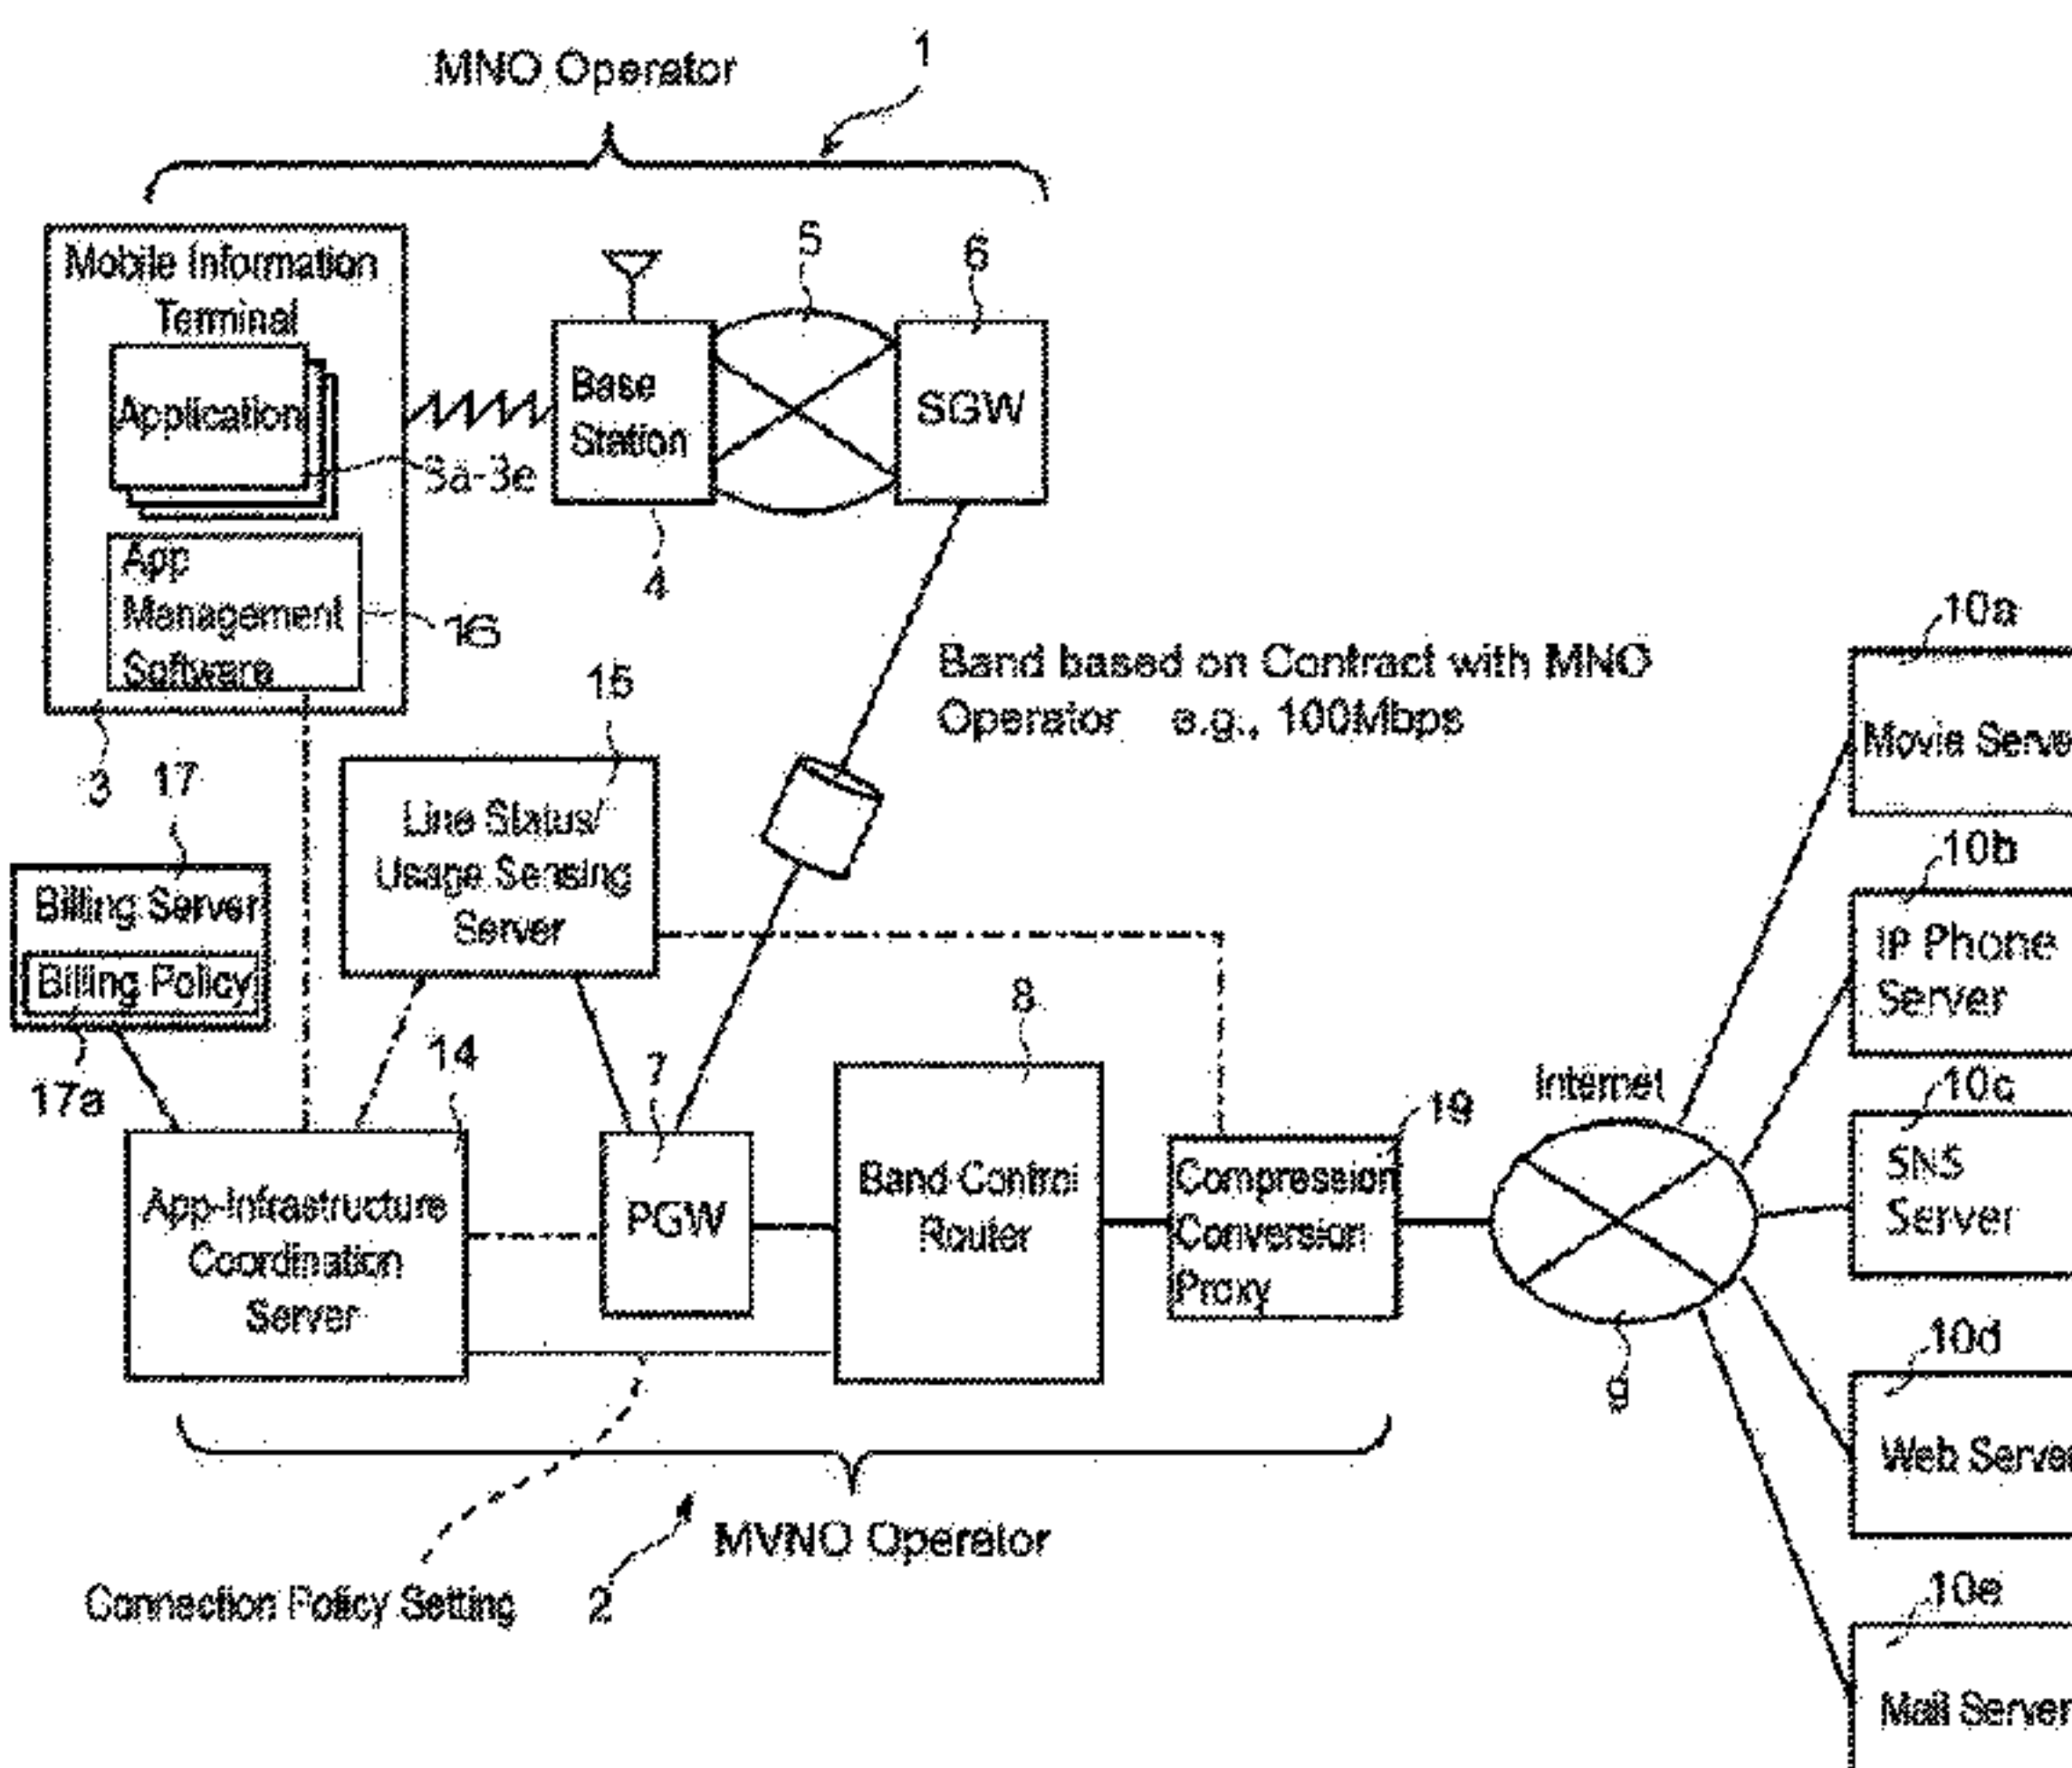 MNO Operator
1
Mobile Information
Terminal
Application
3a-3e
App
Management
Software
16
3
Base
Station
4
5
6
SGW
Band based on Contract with MNO
Operator e.g., 100Mbps
15
Line Status/
Usage Sensing
Server
17
Billing Server
Billing Policy
17a
14
App-Infrastructure
Coordination
Server
7
PGW
8
Band Control
Router
19
Compression
Conversion
Proxy
Internet
9
10a
Movie Serve
10b
IP Phone
Server
10c
SNS
Server
10d
Web Server
10e
Mail Server
MVNO Operator
2
Connection Policy Setting